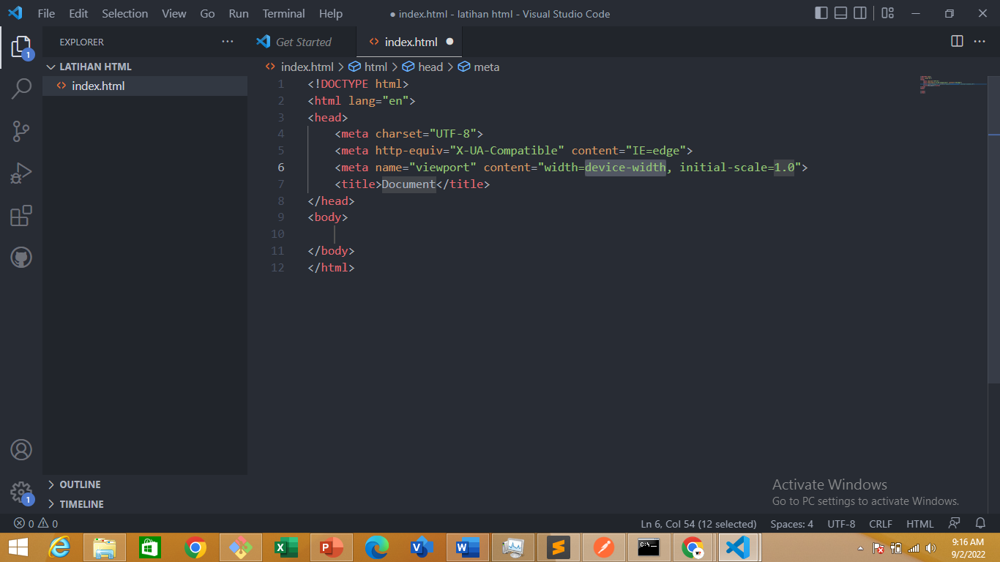 File Edit Selection View Go Run Terminal Help
● index.html - latihan html - Visual Studio Code
EXPLORER
Get Started
index.html
LATIHAN HTML
index.html
index.html > html > head > meta
1 <!DOCTYPE html>
2 <html lang="en">
3 <head>
4 <meta charset="UTF-8">
5 <meta http-equiv="X-UA-Compatible" content="IE=edge">
6 <meta name="viewport" content="width=device-width, initial-scale=1.0">
7 <title>Document</title>
8 </head>
9 <body>
10
11 </body>
12 </html>
1
1
OUTLINE
TIMELINE
Activate Windows
Go to PC settings to activate Windows.
0 0
Ln 6, Col 54 (12 selected) Spaces: 4 UTF-8 CRLF HTML
9:16 AM
9/2/2022